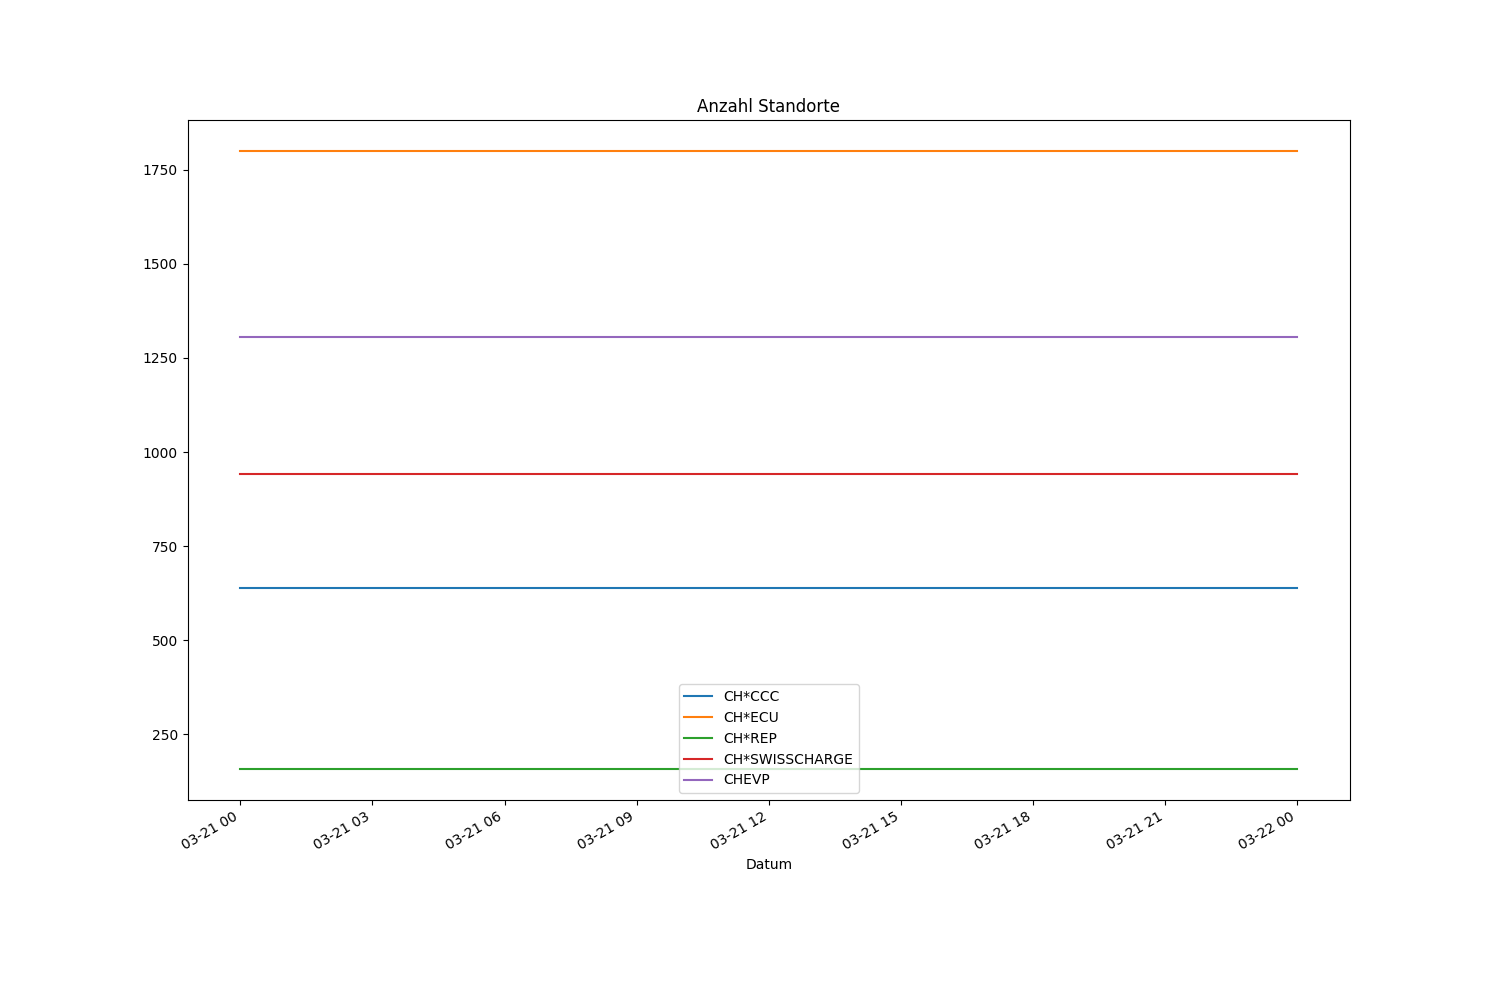 Anzahl Standorte
1750
1500
1250
1000
750
500
250
CH*CCC
CH*ECU
CH*REP
CH*SWISSCHARGE
CHEVP
03-21 00
03-21 03
03-21 06
03-21 09
03-21 12
03-21 15
03-21 18
03-21 21
03-22 00
Datum